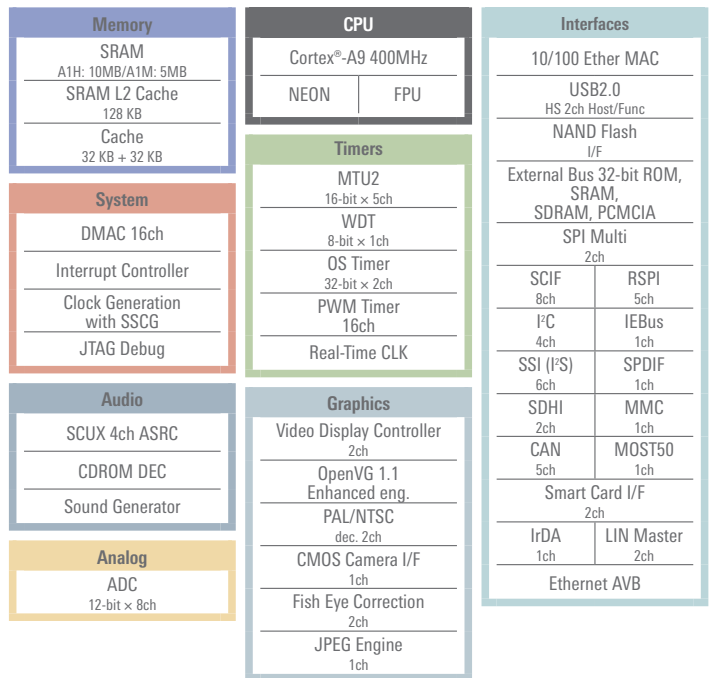 Memory
SRAM
A1H: 10MB/A1M: 5MB
SRAM L2 Cache
128 KB
Cache
32 KB + 32 KB
System
DMAC 16ch
Interrupt Controller
Clock Generation
with SSCG
JTAG Debug
Audio
SCUX 4ch ASRC
CDROM DEC
Sound Generator
Analog
ADC
12-bit × 8ch
CPU
Cortex®-A9 400MHz
NEON
FPU
Timers
MTU2
16-bit × 5ch
WDT
8-bit × 1ch
OS Timer
32-bit × 2ch
PWM Timer
16ch
Real-Time CLK
Graphics
Video Display Controller
2ch
OpenVG 1.1
Enhanced eng.
PAL/NTSC
dec. 2ch
CMOS Camera I/F
1ch
Fish Eye Correction
2ch
JPEG Engine
1ch
Interfaces
10/100 Ether MAC
USB2.0
HS 2ch Host/Func
NAND Flash
I/F
External Bus 32-bit ROM,
SRAM,
SDRAM, PCMCIA
SPI Multi
2ch
SCIF
8ch
RSPI
5ch
I²C
4ch
IEBus
1ch
SSI (I²S)
6ch
SPDIF
1ch
SDHI
2ch
MMC
1ch
CAN
5ch
MOST50
1ch
Smart Card I/F
2ch
IrDA
1ch
LIN Master
2ch
Ethernet AVB